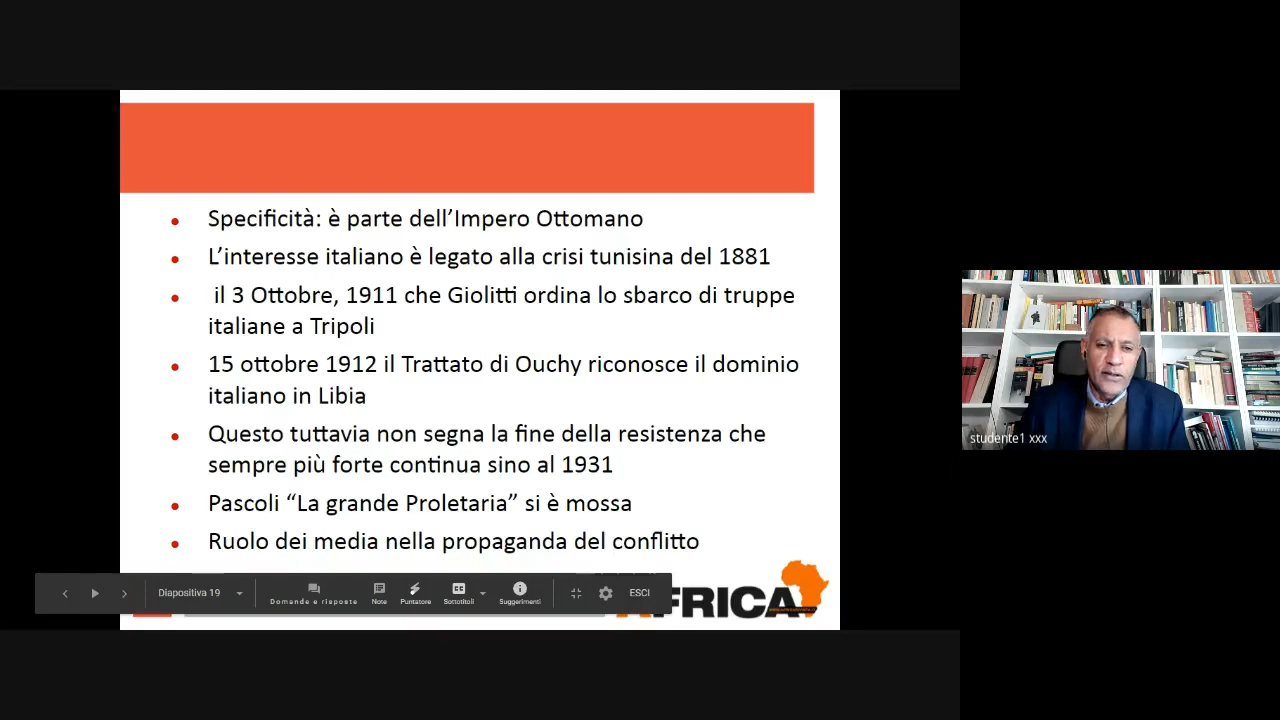 Specificità: è parte dell’Impero Ottomano
L’interesse italiano è legato alla crisi tunisina del 1881
il 3 Ottobre, 1911 che Giolitti ordina lo sbarco di truppe
italiane a Tripoli
15 ottobre 1912 il Trattato di Ouchy riconosce il dominio
italiano in Libia
Questo tuttavia non segna la fine della resistenza che
sempre più forte continua sino al 1931
Pascoli “La grande Proletaria” si è mossa
Ruolo dei media nella propaganda del conflitto
Diapositiva 19
Domande e risposte
Note
Puntatore
Sottotitoli
Suggerimenti
ESCI
FRICA
studente1 xxx